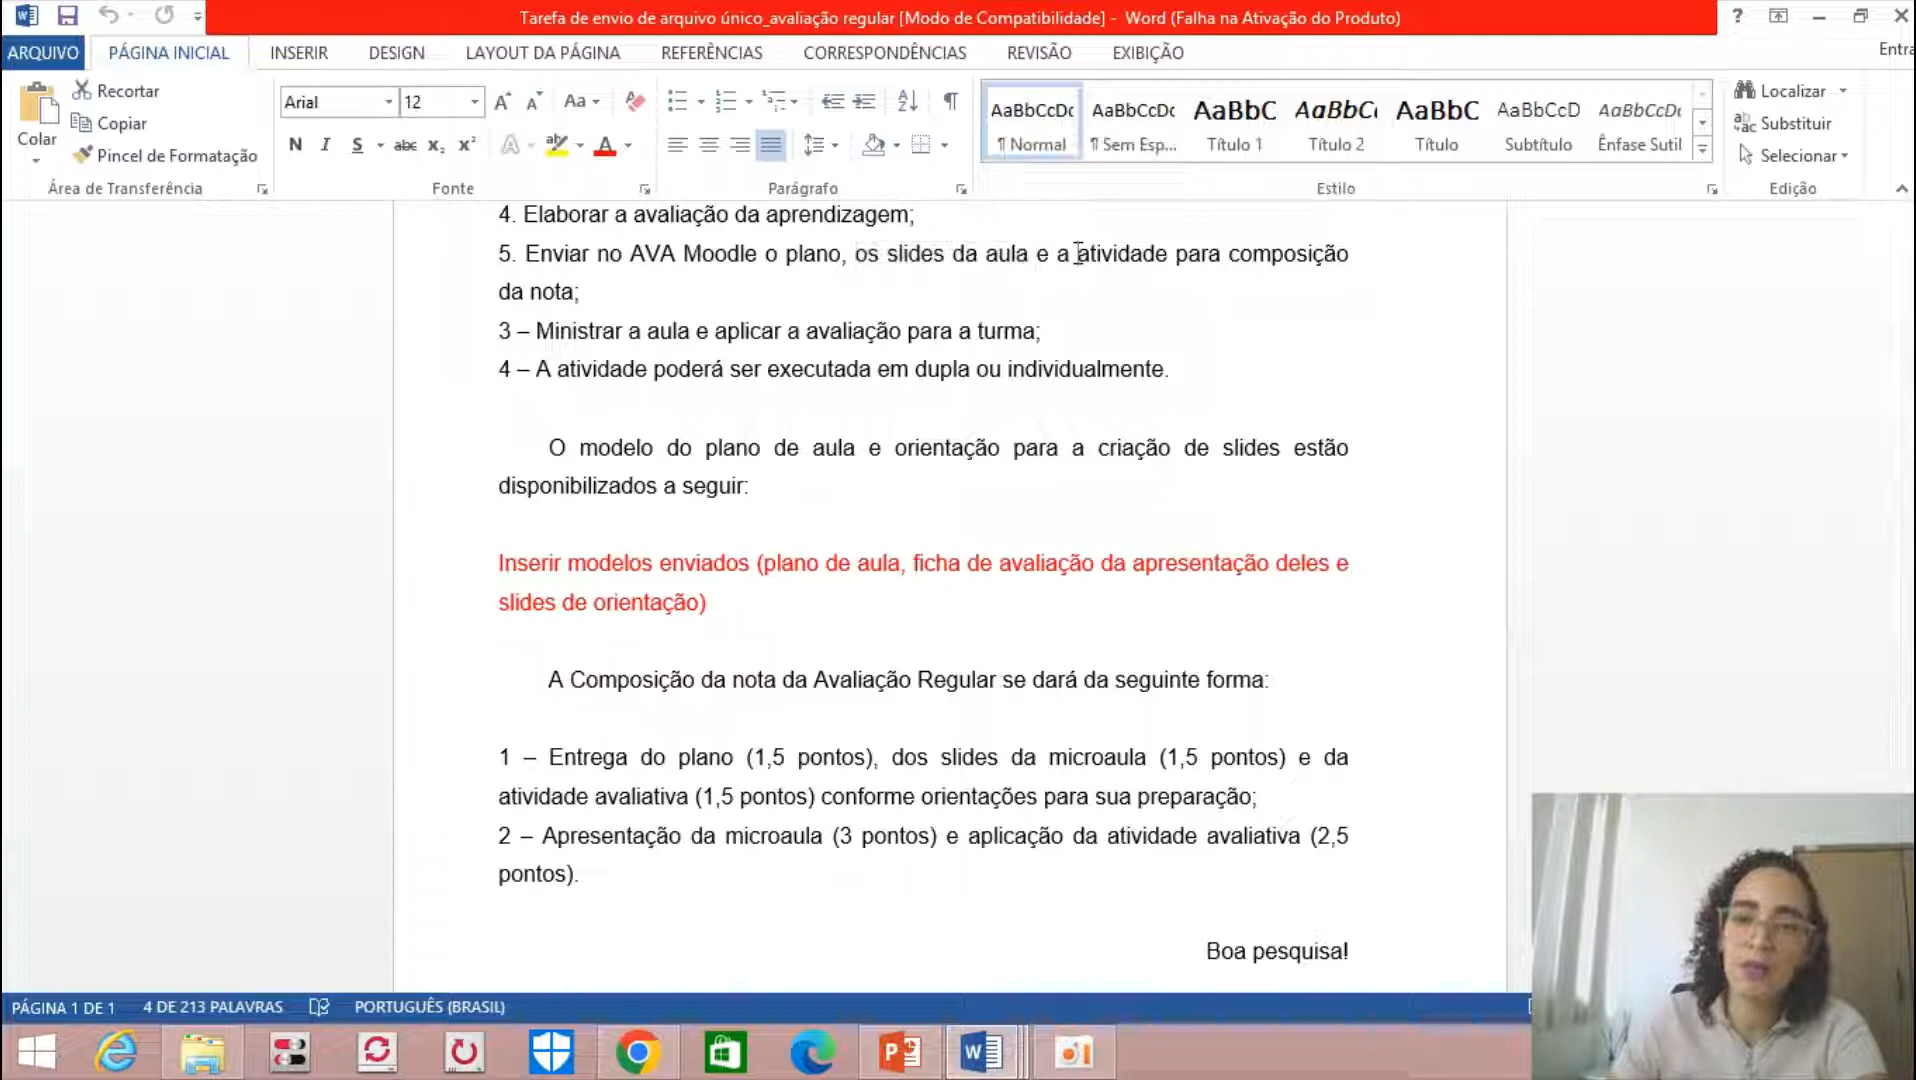 Tarefa de envio de arquivo único_avaliação regular [Modo de Compatibilidade] - Word (Falha na Ativação do Produto)
?
ARQUIVO PÁGINA INICIAL INSERIR DESIGN LAYOUT DA PÁGINA REFERÊNCIAS CORRESPONDÊNCIAS REVISÃO EXIBIÇÃO Entra
Colar
Recortar
Copiar
Pincel de Formatação
Área de Transferência
Arial 12
Aa
N I S abc x₂ x²
Fonte
Parágrafo
AaBbCcDc AaBbCcDc AaBbC AaBbCc AaBbC AaBbCcD AaBbCcDc
¶ Normal ¶ Sem Esp... Título 1 Título 2 Título Subtítulo Ênfase Sutil
Estilo
Localizar
Substituir
Selecionar
Edição
4. Elaborar a avaliação da aprendizagem;
5. Enviar no AVA Moodle o plano, os slides da aula e a atividade para composição
da nota;
3 – Ministrar a aula e aplicar a avaliação para a turma;
4 – A atividade poderá ser executada em dupla ou individualmente.
O modelo do plano de aula e orientação para a criação de slides estão
disponibilizados a seguir:
Inserir modelos enviados (plano de aula, ficha de avaliação da apresentação deles e
slides de orientação)
A Composição da nota da Avaliação Regular se dará da seguinte forma:
1 – Entrega do plano (1,5 pontos), dos slides da microaula (1,5 pontos) e da
atividade avaliativa (1,5 pontos) conforme orientações para sua preparação;
2 – Apresentação da microaula (3 pontos) e aplicação da atividade avaliativa (2,5
pontos).
Boa pesquisa!
PÁGINA 1 DE 1 4 DE 213 PALAVRAS PORTUGUÊS (BRASIL)